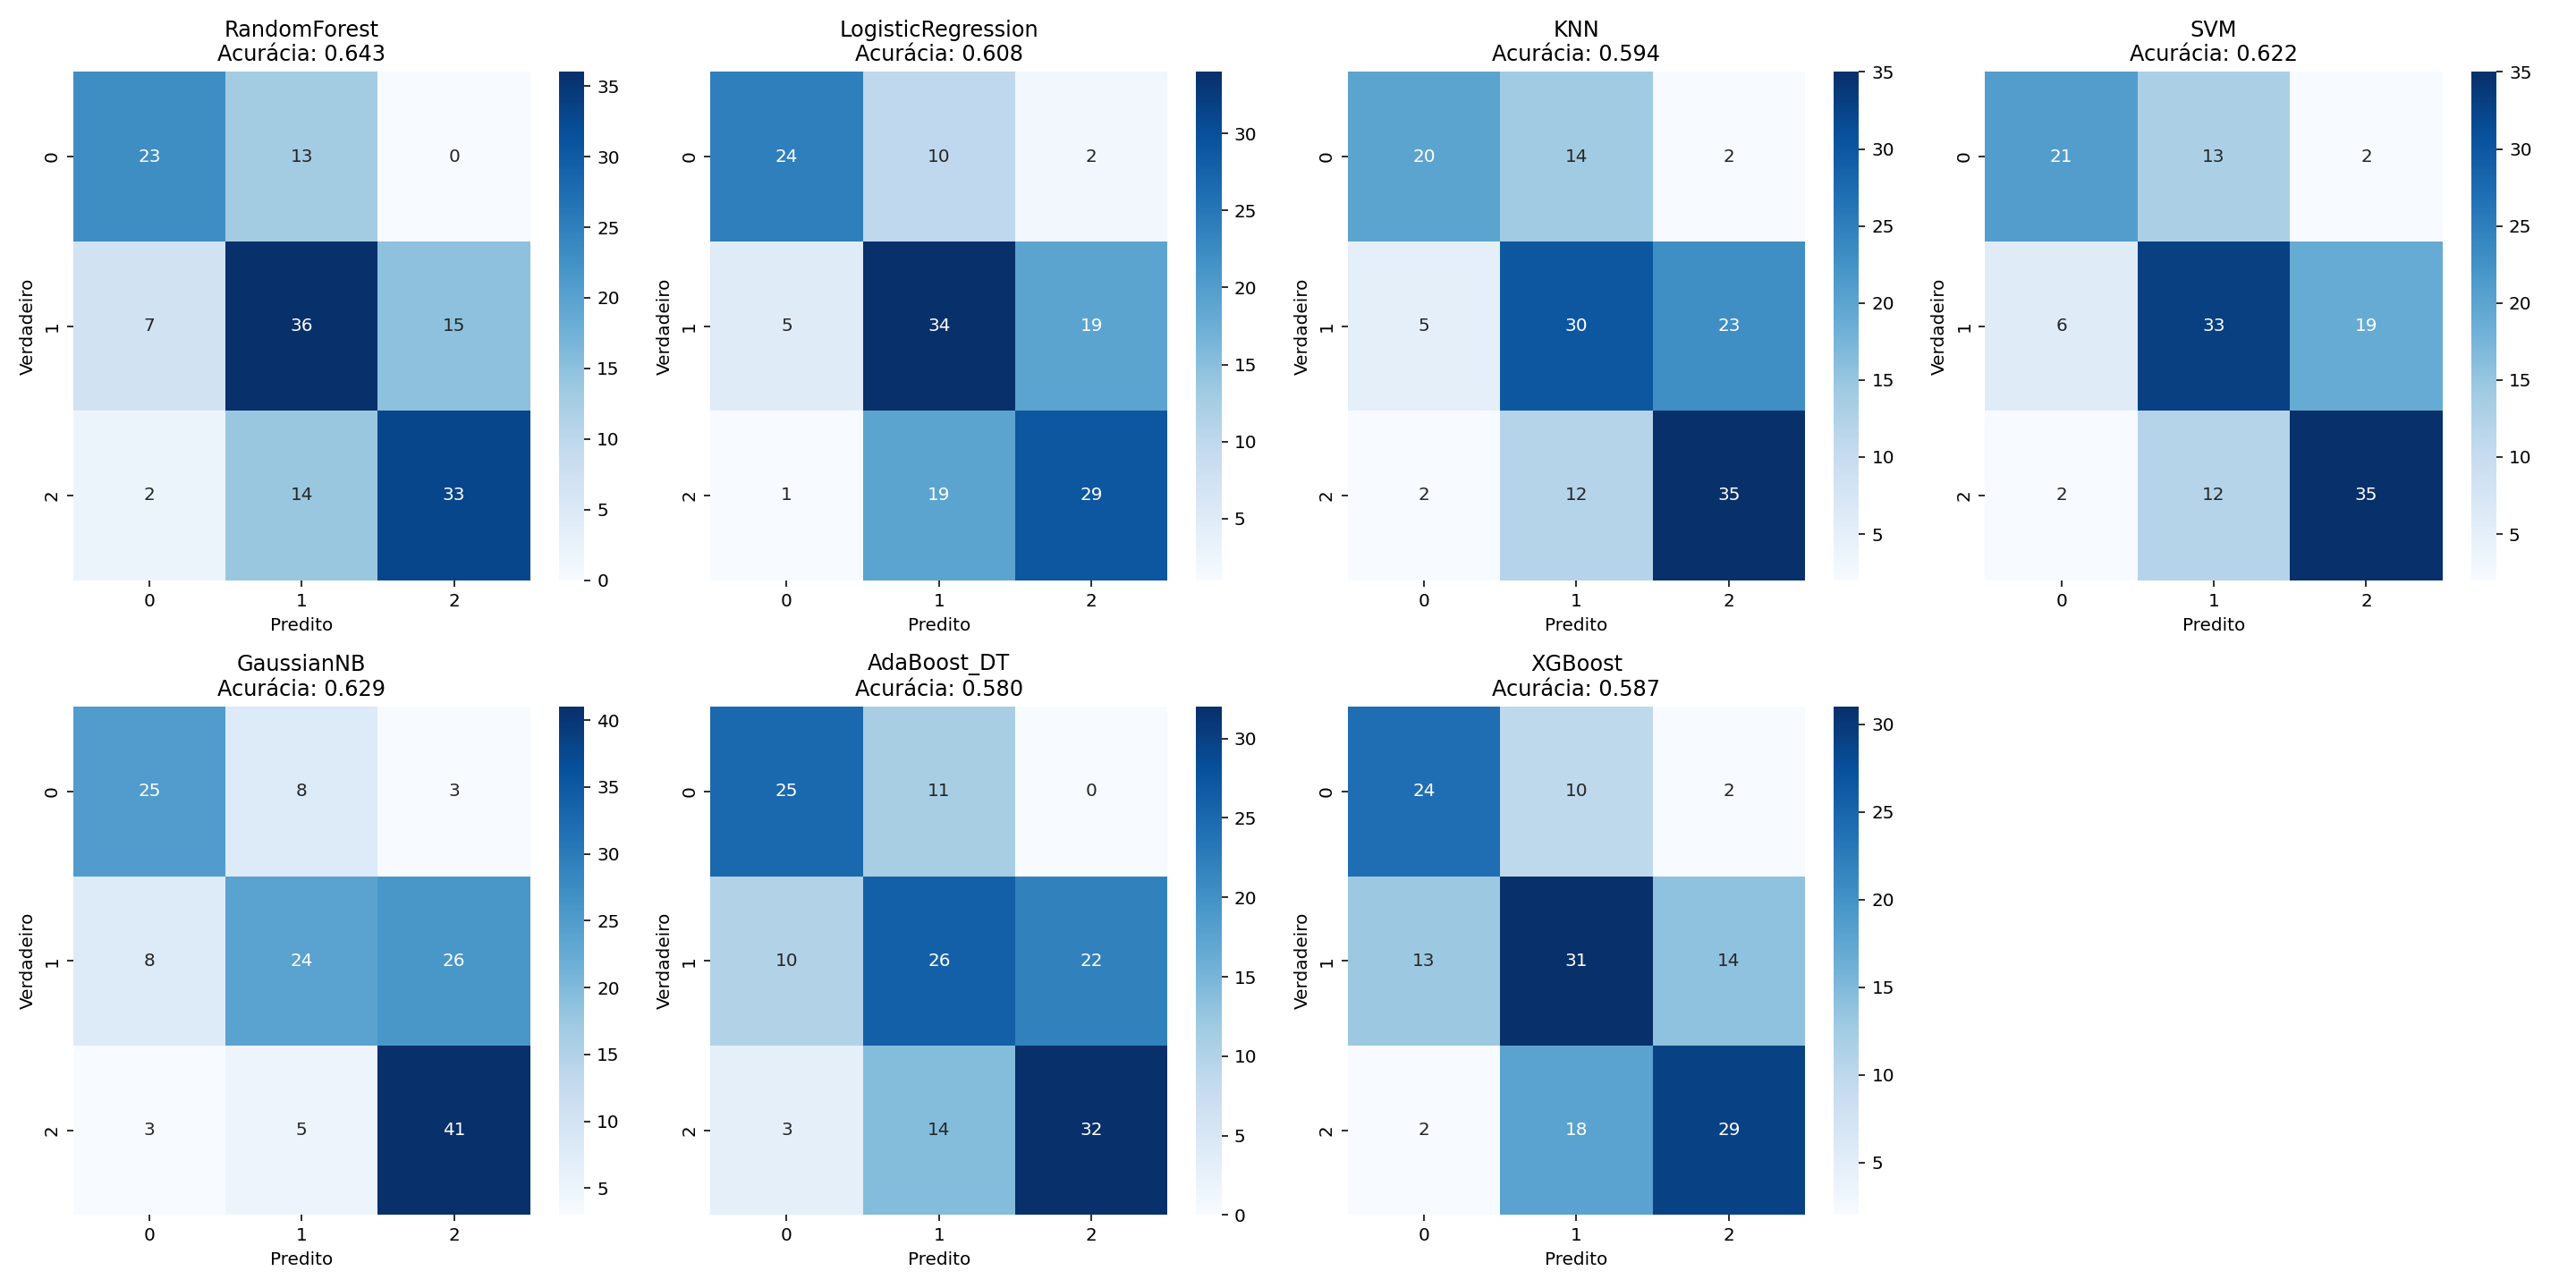 RandomForest
Acurácia: 0.643
Verdadeiro
0
1
2
23 13 0
7 36 15
2 14 33
0 1 2
Predito
35
30
25
20
15
10
5
0
LogisticRegression
Acurácia: 0.608
Verdadeiro
0
1
2
24 10 2
5 34 19
1 19 29
0 1 2
Predito
30
25
20
15
10
5
KNN
Acurácia: 0.594
Verdadeiro
0
1
2
20 14 2
5 30 23
2 12 35
0 1 2
Predito
35
30
25
20
15
10
5
SVM
Acurácia: 0.622
Verdadeiro
0
1
2
21 13 2
6 33 19
2 12 35
0 1 2
Predito
35
30
25
20
15
10
5
GaussianNB
Acurácia: 0.629
Verdadeiro
0
1
2
25 8 3
8 24 26
3 5 41
0 1 2
Predito
40
35
30
25
20
15
10
5
AdaBoost_DT
Acurácia: 0.580
Verdadeiro
0
1
2
25 11 0
10 26 22
3 14 32
0 1 2
Predito
30
25
20
15
10
5
0
XGBoost
Acurácia: 0.587
Verdadeiro
0
1
2
24 10 2
13 31 14
2 18 29
0 1 2
Predito
30
25
20
15
10
5